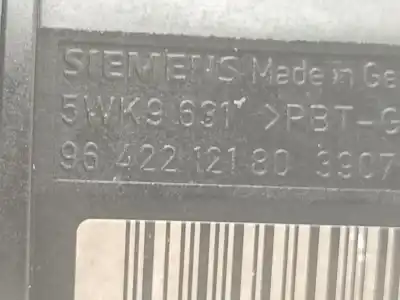 SIEMENS Made in Ge
5WK9 631 >PBT-G
96 422 121 80 3907